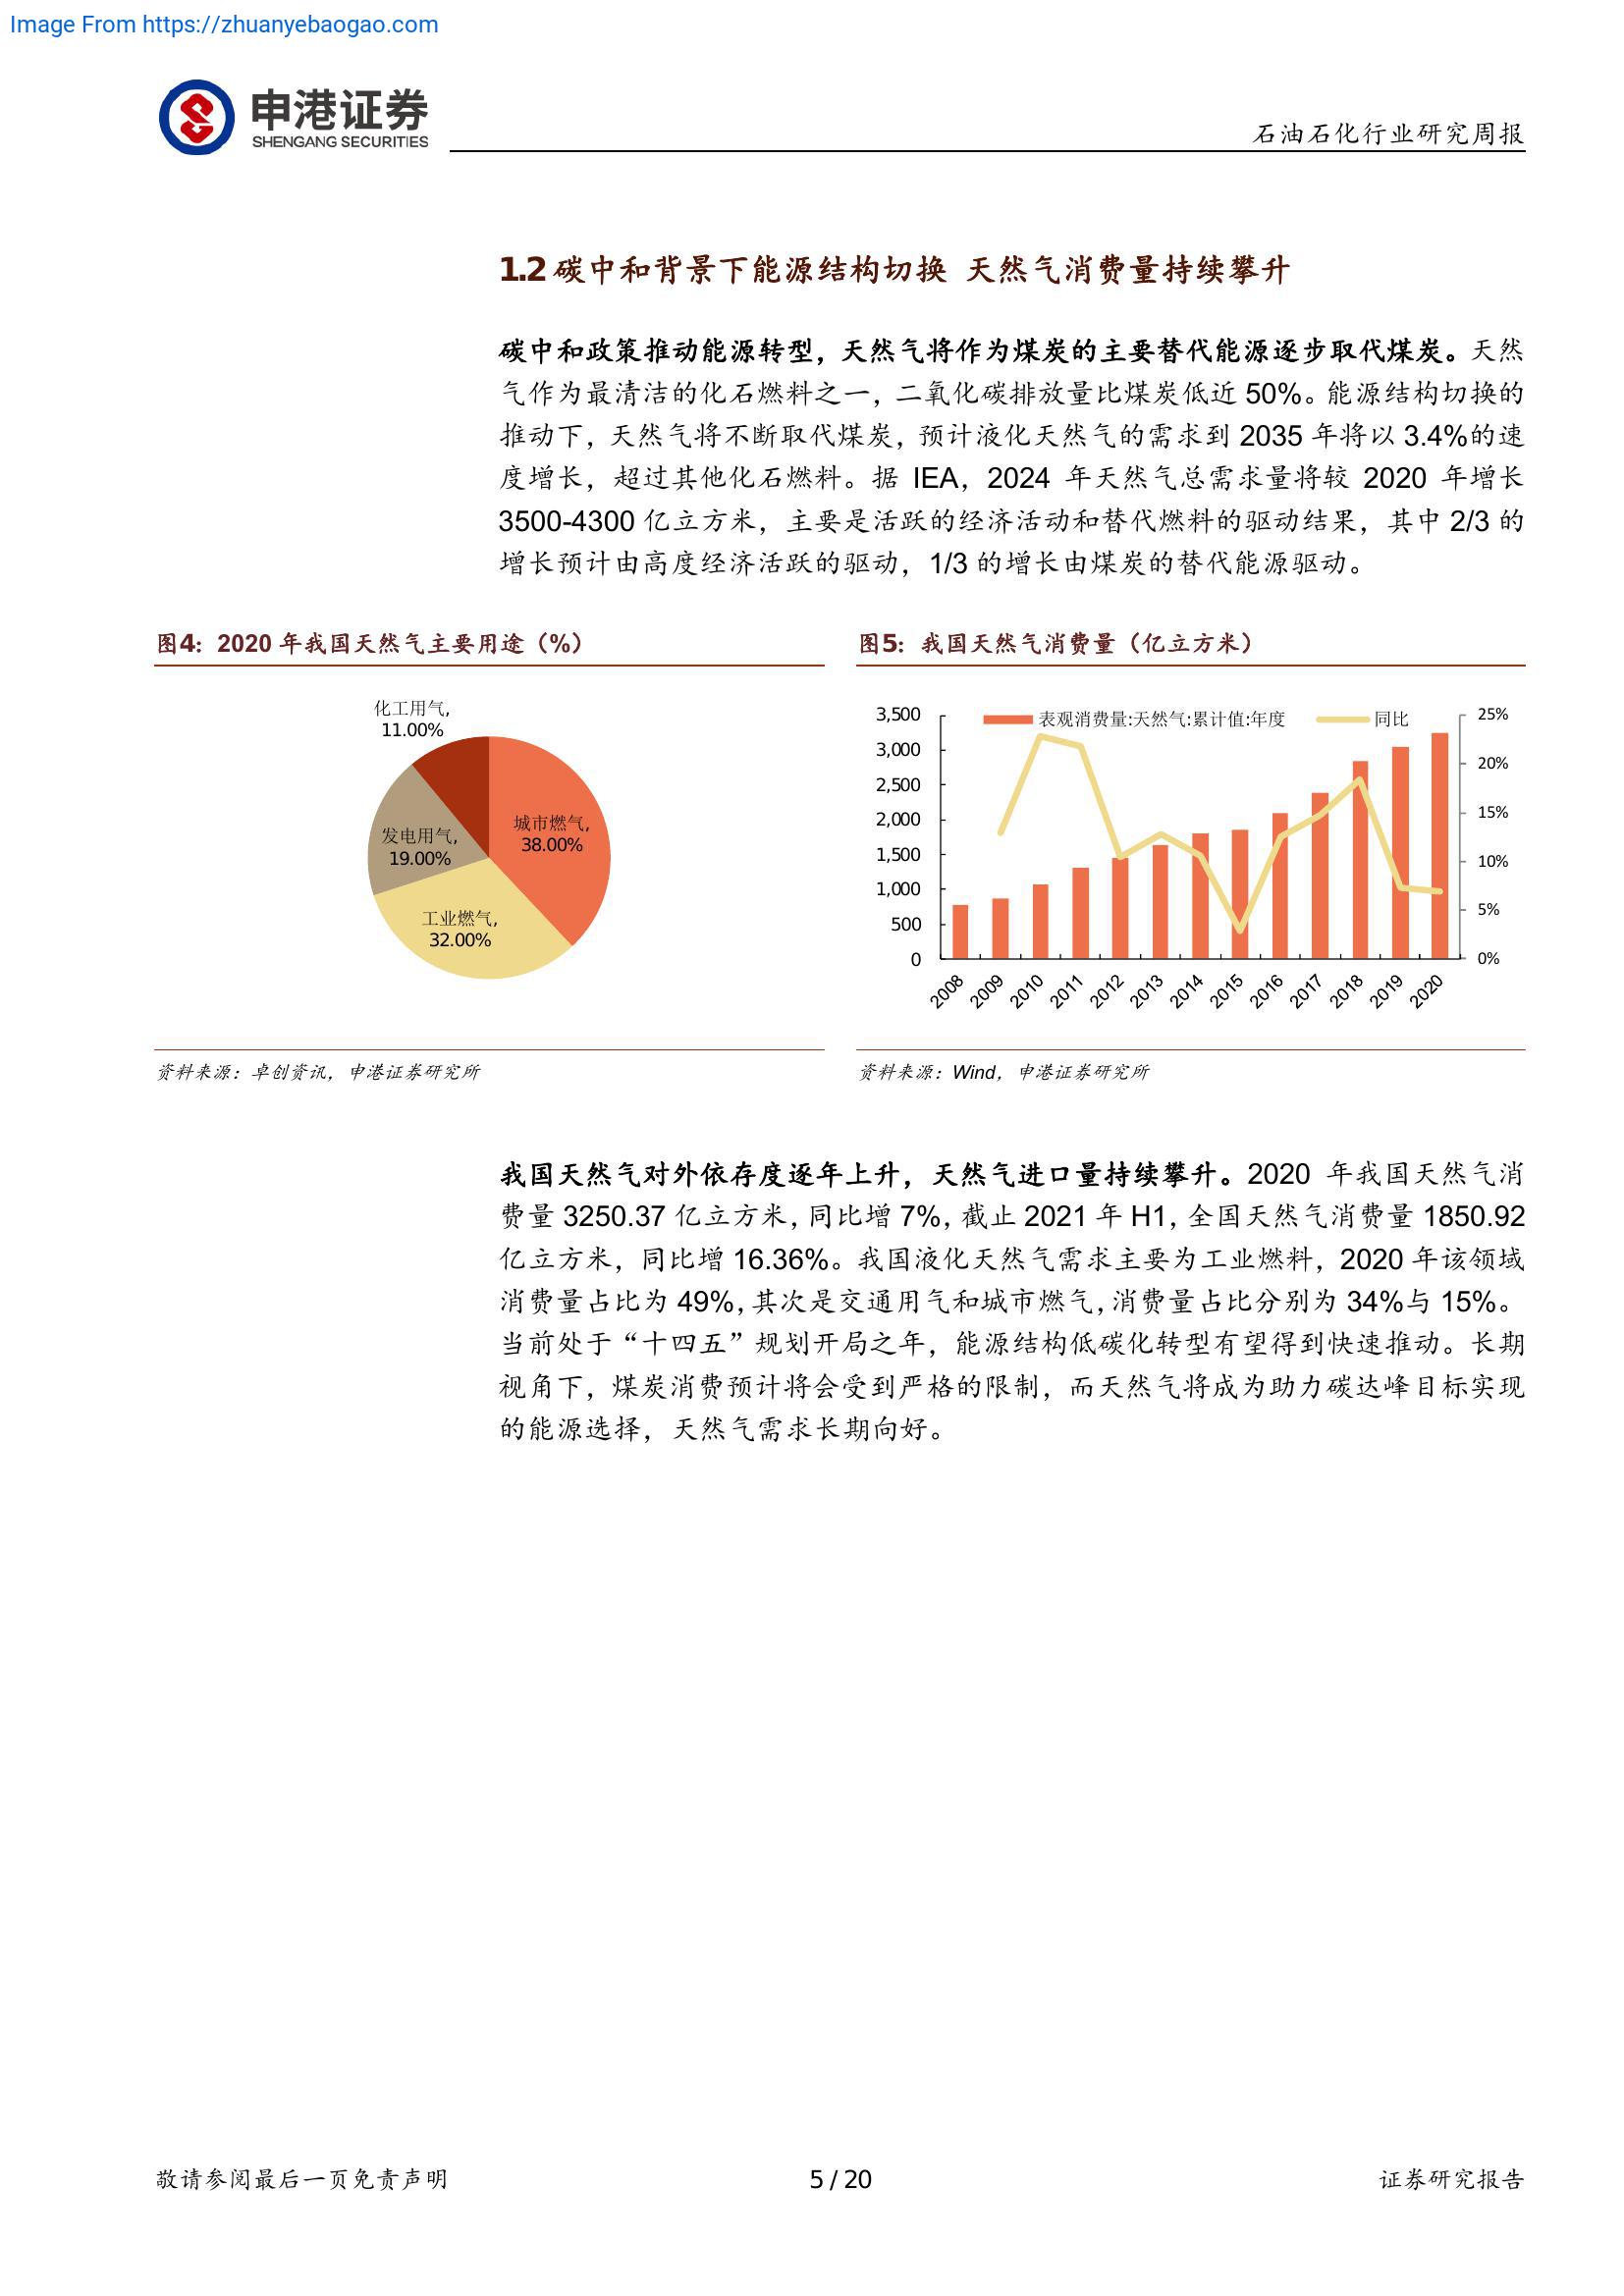 Image From https://zhuanyebaogao.com
申港证券
SHENGANG SECURITIES
石油石化行业研究周报
1.2 碳中和背景下能源结构切换 天然气消费量持续攀升
碳中和政策推动能源转型，天然气将作为煤炭的主要替代能源逐步取代煤炭。天然
气作为最清洁的化石燃料之一，二氧化碳排放量比煤炭低近 50%。能源结构切换的
推动下，天然气将不断取代煤炭，预计液化天然气的需求到 2035 年将以 3.4%的速
度增长，超过其他化石燃料。据 IEA，2024 年天然气总需求量将较 2020 年增长
3500-4300 亿立方米，主要是活跃的经济活动和替代燃料的驱动结果，其中 2/3 的
增长预计由高度经济活跃的驱动，1/3 的增长由煤炭的替代能源驱动。
图4：2020 年我国天然气主要用途（%）
化工用气,
11.00%
发电用气,
19.00%
城市燃气,
38.00%
工业燃气,
32.00%
资料来源：卓创资讯，申港证券研究所
图5：我国天然气消费量（亿立方米）
表观消费量:天然气:累计值:年度
同比
3,500
3,000
2,500
2,000
1,500
1,000
500
0
25%
20%
15%
10%
5%
0%
2008
2009
2010
2011
2012
2013
2014
2015
2016
2017
2018
2019
2020
资料来源：Wind，申港证券研究所
我国天然气对外依存度逐年上升，天然气进口量持续攀升。2020 年我国天然气消
费量 3250.37 亿立方米，同比增 7%，截止 2021 年 H1，全国天然气消费量 1850.92
亿立方米，同比增 16.36%。我国液化天然气需求主要为工业燃料，2020 年该领域
消费量占比为 49%，其次是交通用气和城市燃气，消费量占比分别为 34%与 15%。
当前处于“十四五”规划开局之年，能源结构低碳化转型有望得到快速推动。长期
视角下，煤炭消费预计将会受到严格的限制，而天然气将成为助力碳达峰目标实现
的能源选择，天然气需求长期向好。
敬请参阅最后一页免责声明
5 / 20
证券研究报告